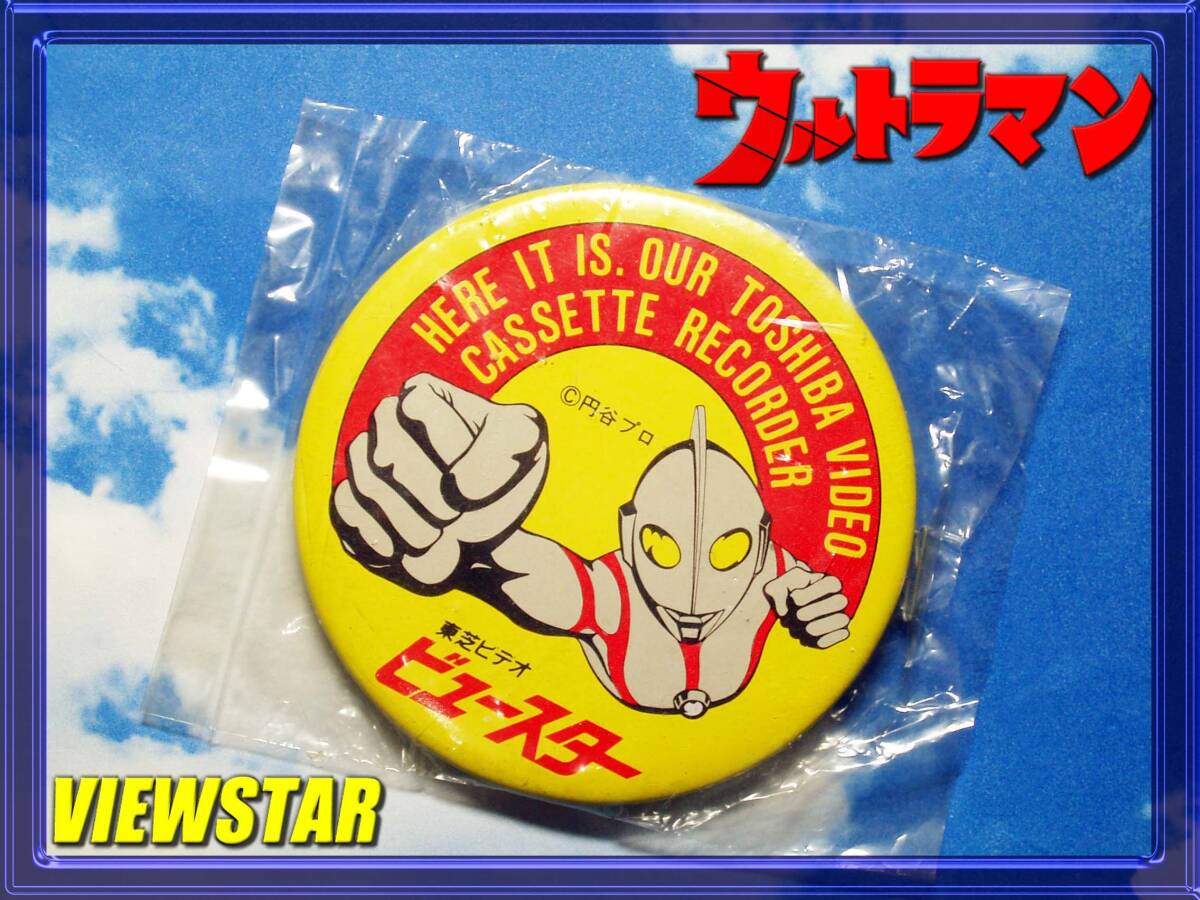 ウルトラマン
HERE IT IS. OUR TOSHIBA VIDEO
CASSETTE RECORDER
©円谷プロ
東芝ビデオ
ビュースター
VIEWSTAR